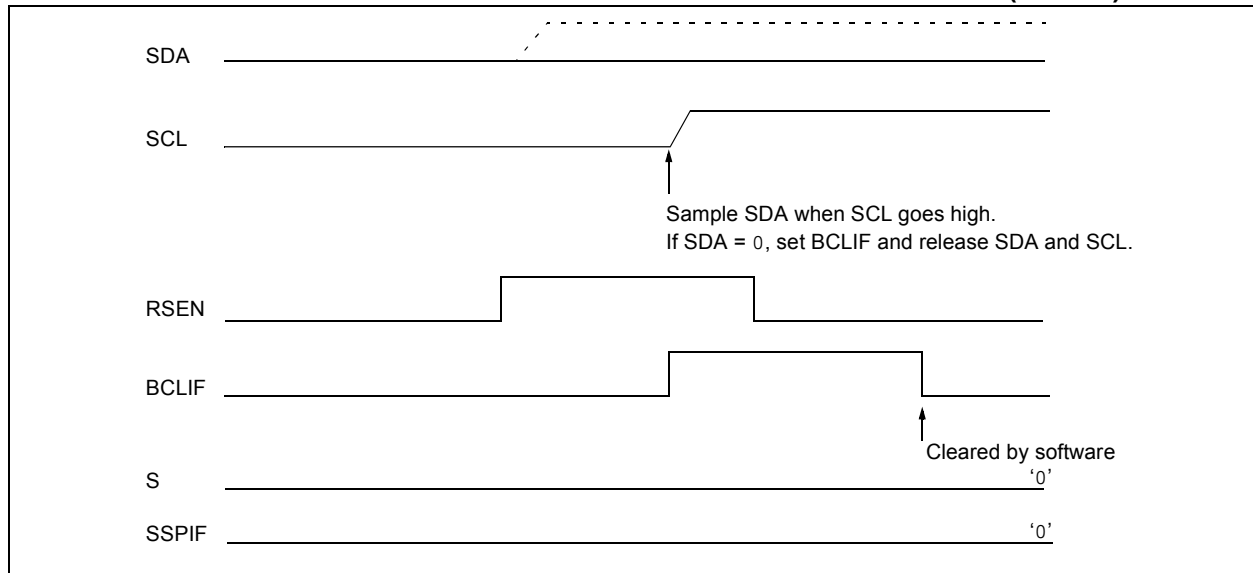 SDA
SCL
Sample SDA when SCL goes high.
If SDA = 0, set BCLIF and release SDA and SCL.
RSEN
BCLIF
Cleared by software
S
‘0’
SSPIF
‘0’